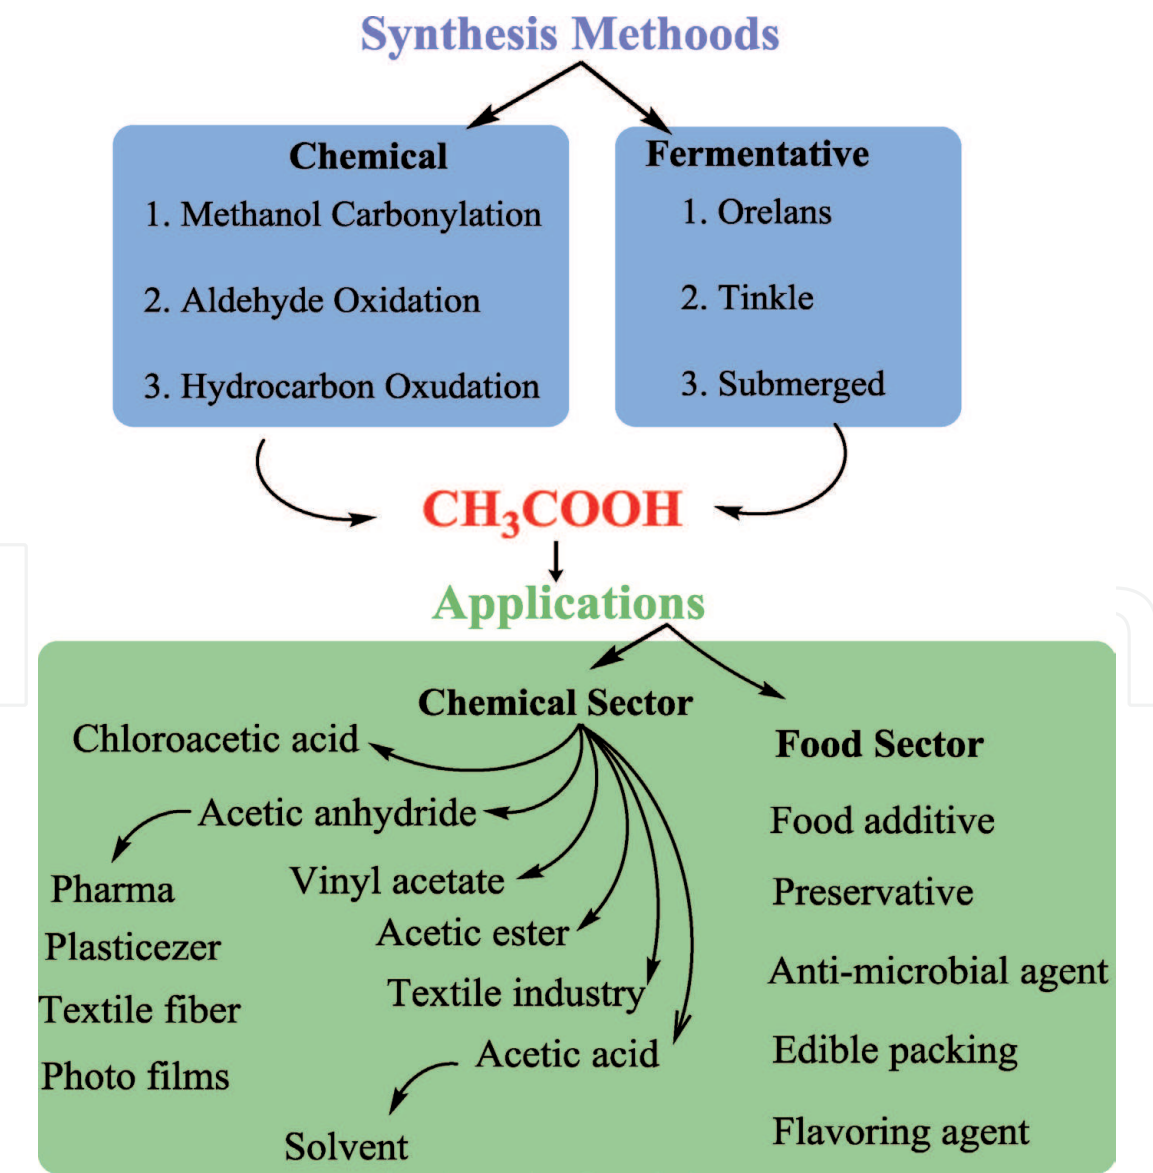 Synthesis Methoods
Chemical
1. Methanol Carbonylation
2. Aldehyde Oxidation
3. Hydrocarbon Oxudation
Fermentative
1. Orelans
2. Tinkle
3. Submerged
CH₃COOH
Applications
Chemical Sector
Chloroacetic acid
Acetic anhydride
Pharma
Plasticezer
Textile fiber
Photo films
Vinyl acetate
Acetic ester
Textile industry
Acetic acid
Solvent
Food Sector
Food additive
Preservative
Anti-microbial agent
Edible packing
Flavoring agent